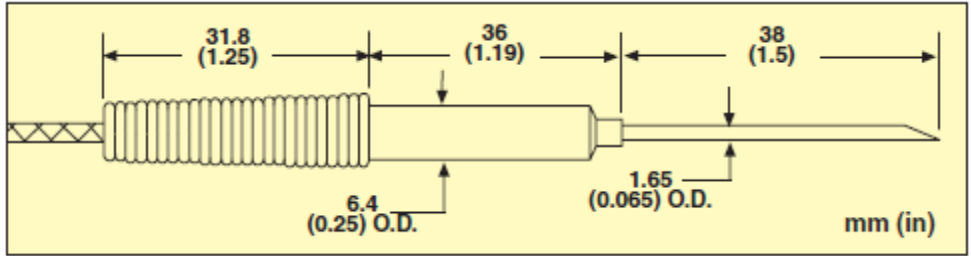 31.8
(1.25)
36
(1.19)
38
(1.5)
6.4
(0.25) O.D.
1.65
(0.065) O.D.
mm (in)